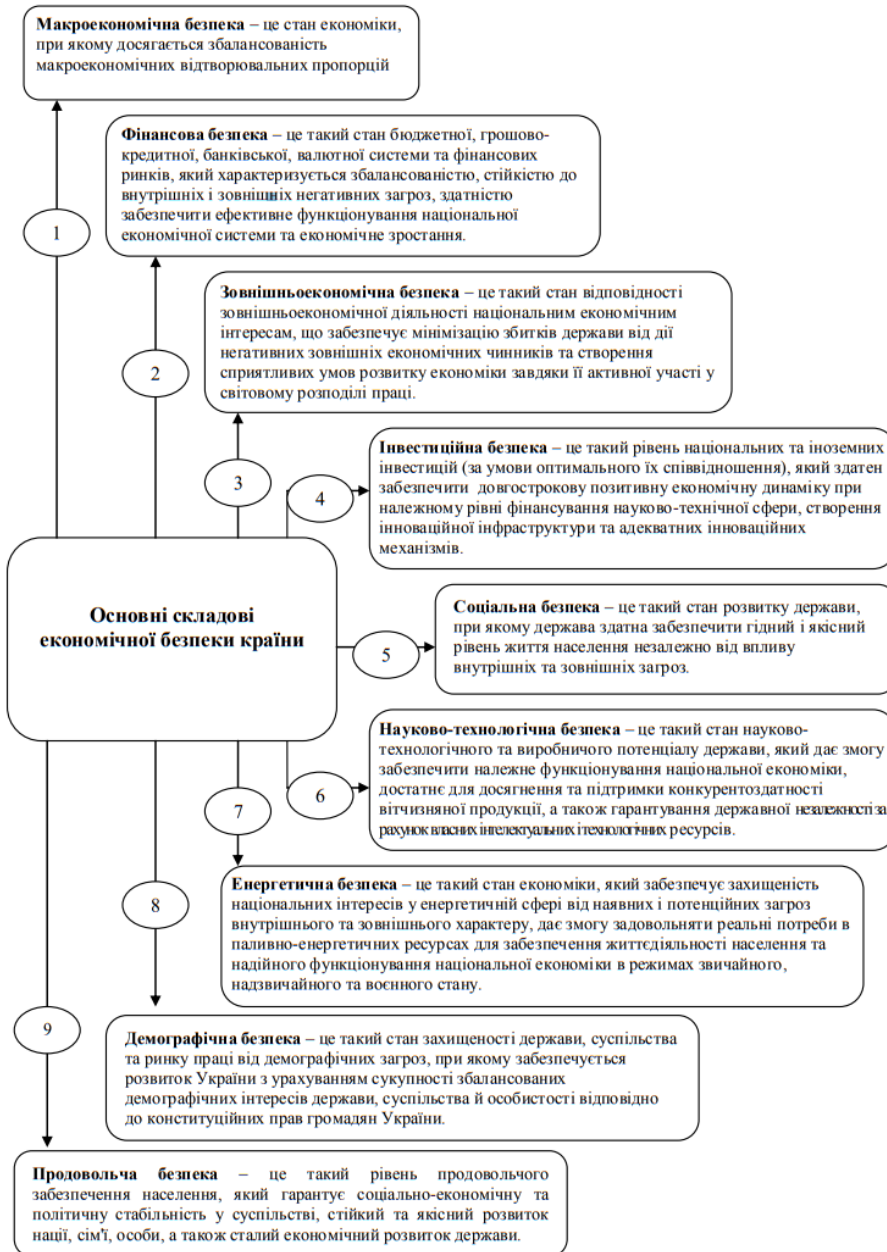 Макроекономічна безпека – це стан економіки,
при якому досягається збалансованість
макроекономічних відтворювальних пропорцій
Фінансова безпека – це такий стан бюджетної, грошово-
кредитної, банківської, валютної системи та фінансових
ринків, який характеризується збалансованістю, стійкістю до
внутрішніх і зовнішніх негативних загроз, здатністю
забезпечити ефективне функціонування національної
економічної системи та економічне зростання.
1
Зовнішньоекономічна безпека – це такий стан відповідності
зовнішньоекономічної діяльності національним економічним
інтересам, що забезпечує мінімізацію збитків держави від дії
негативних зовнішніх економічних чинників та створення
сприятливих умов розвитку економіки завдяки її активної участі у
світовому розподілі праці.
2
Інвестиційна безпека – це такий рівень національних та іноземних
інвестицій (за умови оптимального їх співвідношення), який здатен
забезпечити довгострокову позитивну економічну динаміку при
належному рівні фінансування науково-технічної сфери, створення
інноваційної інфраструктури та адекватних інноваційних
механізмів.
3
4
Основні складові
економічної безпеки країни
Соціальна безпека – це такий стан розвитку держави,
при якому держава здатна забезпечити гідний і якісний
рівень життя населення незалежно від впливу
внутрішніх та зовнішніх загроз.
5
Науково-технологічна безпека – це такий стан науково-
технологічного та виробничого потенціалу держави, який дає змогу
забезпечити належне функціонування національної економіки,
достатнє для досягнення та підтримки конкурентоздатності
вітчизняної продукції, а також гарантування державної незалежності за
рахунок власних інтелектуальних і технологічних ресурсів.
6
7
Енергетична безпека – це такий стан економіки, який забезпечує захищеність
національних інтересів у енергетичній сфері від наявних і потенційних загроз
внутрішнього та зовнішнього характеру, дає змогу задовольняти реальні потреби в
паливно-енергетичних ресурсах для забезпечення життєдіяльності населення та
надійного функціонування національної економіки в режимах звичайного,
надзвичайного та воєнного стану.
8
Демографічна безпека – це такий стан захищеності держави, суспільства
та ринку праці від демографічних загроз, при якому забезпечується
розвиток України з урахуванням сукупності збалансованих
демографічних інтересів держави, суспільства й особистості відповідно
до конституційних прав громадян України.
9
Продовольча безпека – це такий рівень продовольчого
забезпечення населення, який гарантує соціально-економічну та
політичну стабільність у суспільстві, стійкий та якісний розвиток
нації, сім'ї, особи, а також сталий економічний розвиток держави.